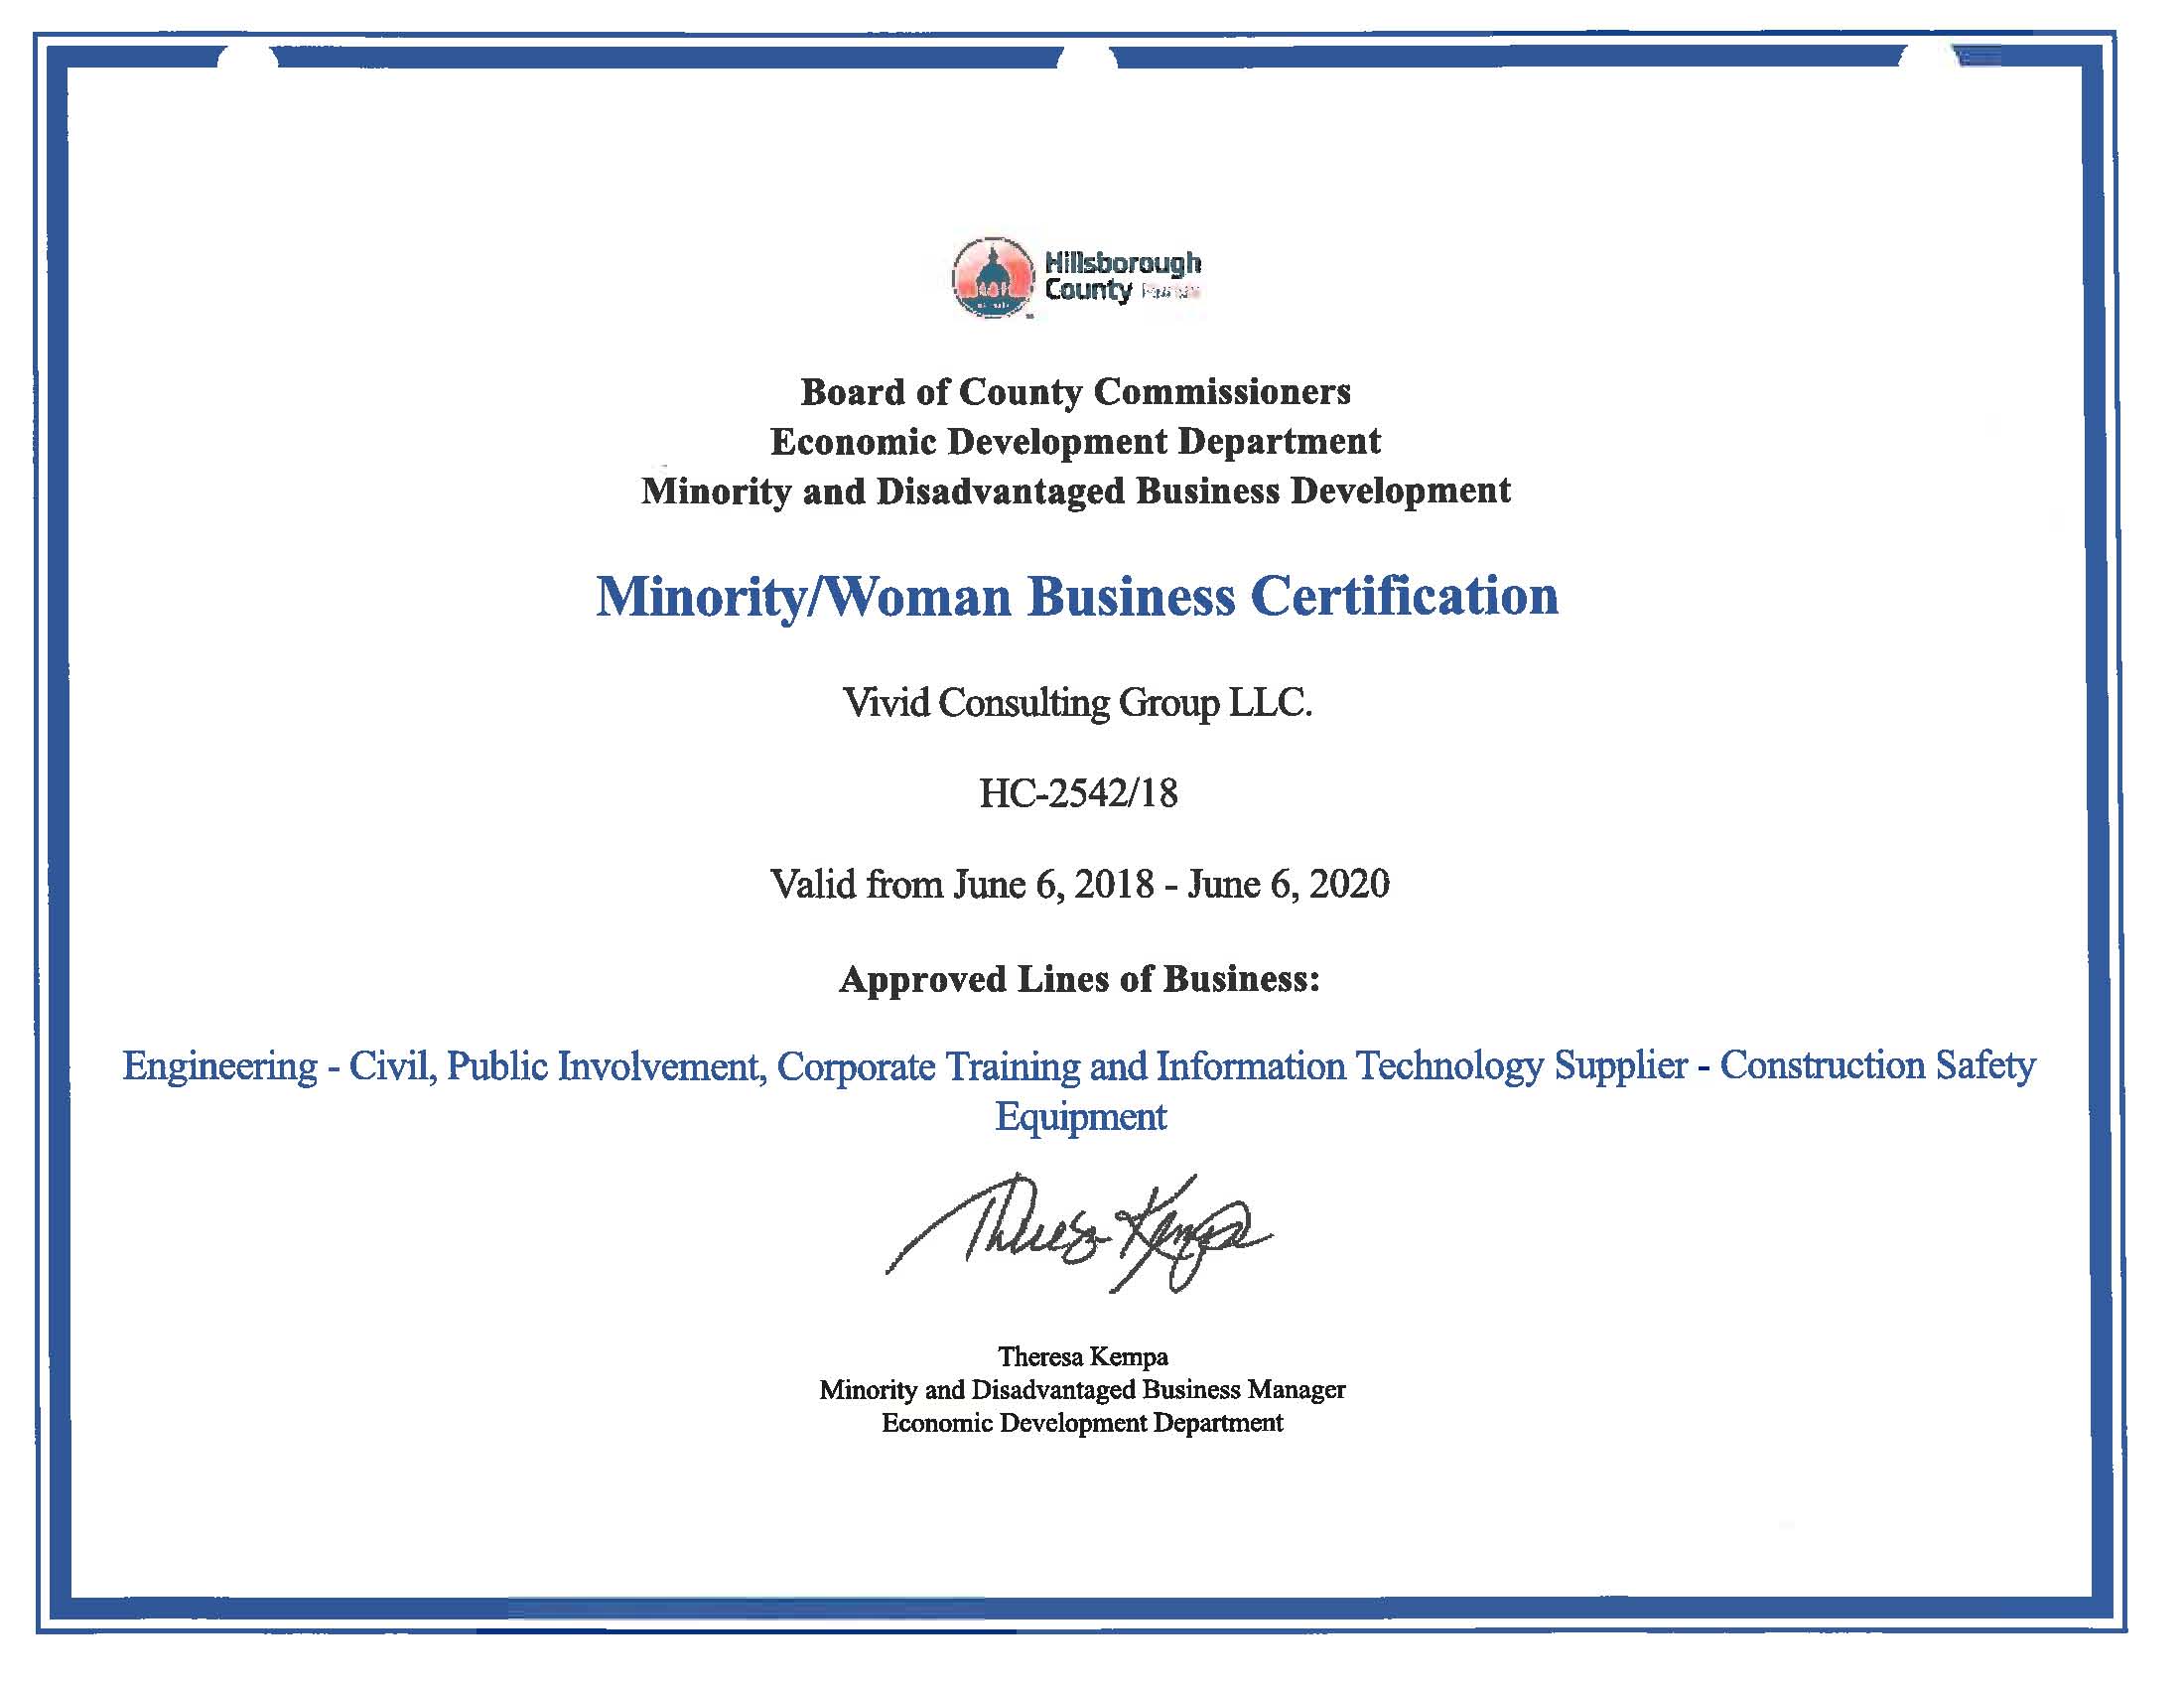 Hillsborough
County
Board of County Commissioners
Economic Development Department
Minority and Disadvantaged Business Development
Minority/Woman Business Certification
Vivid Consulting Group LLC.
HC-2542/18
Valid from June 6, 2018 - June 6, 2020
Approved Lines of Business:
Engineering - Civil, Public Involvement, Corporate Training and Information Technology Supplier - Construction Safety
Equipment
Theresa Kempa
Theresa Kempa
Minority and Disadvantaged Business Manager
Economic Development Department